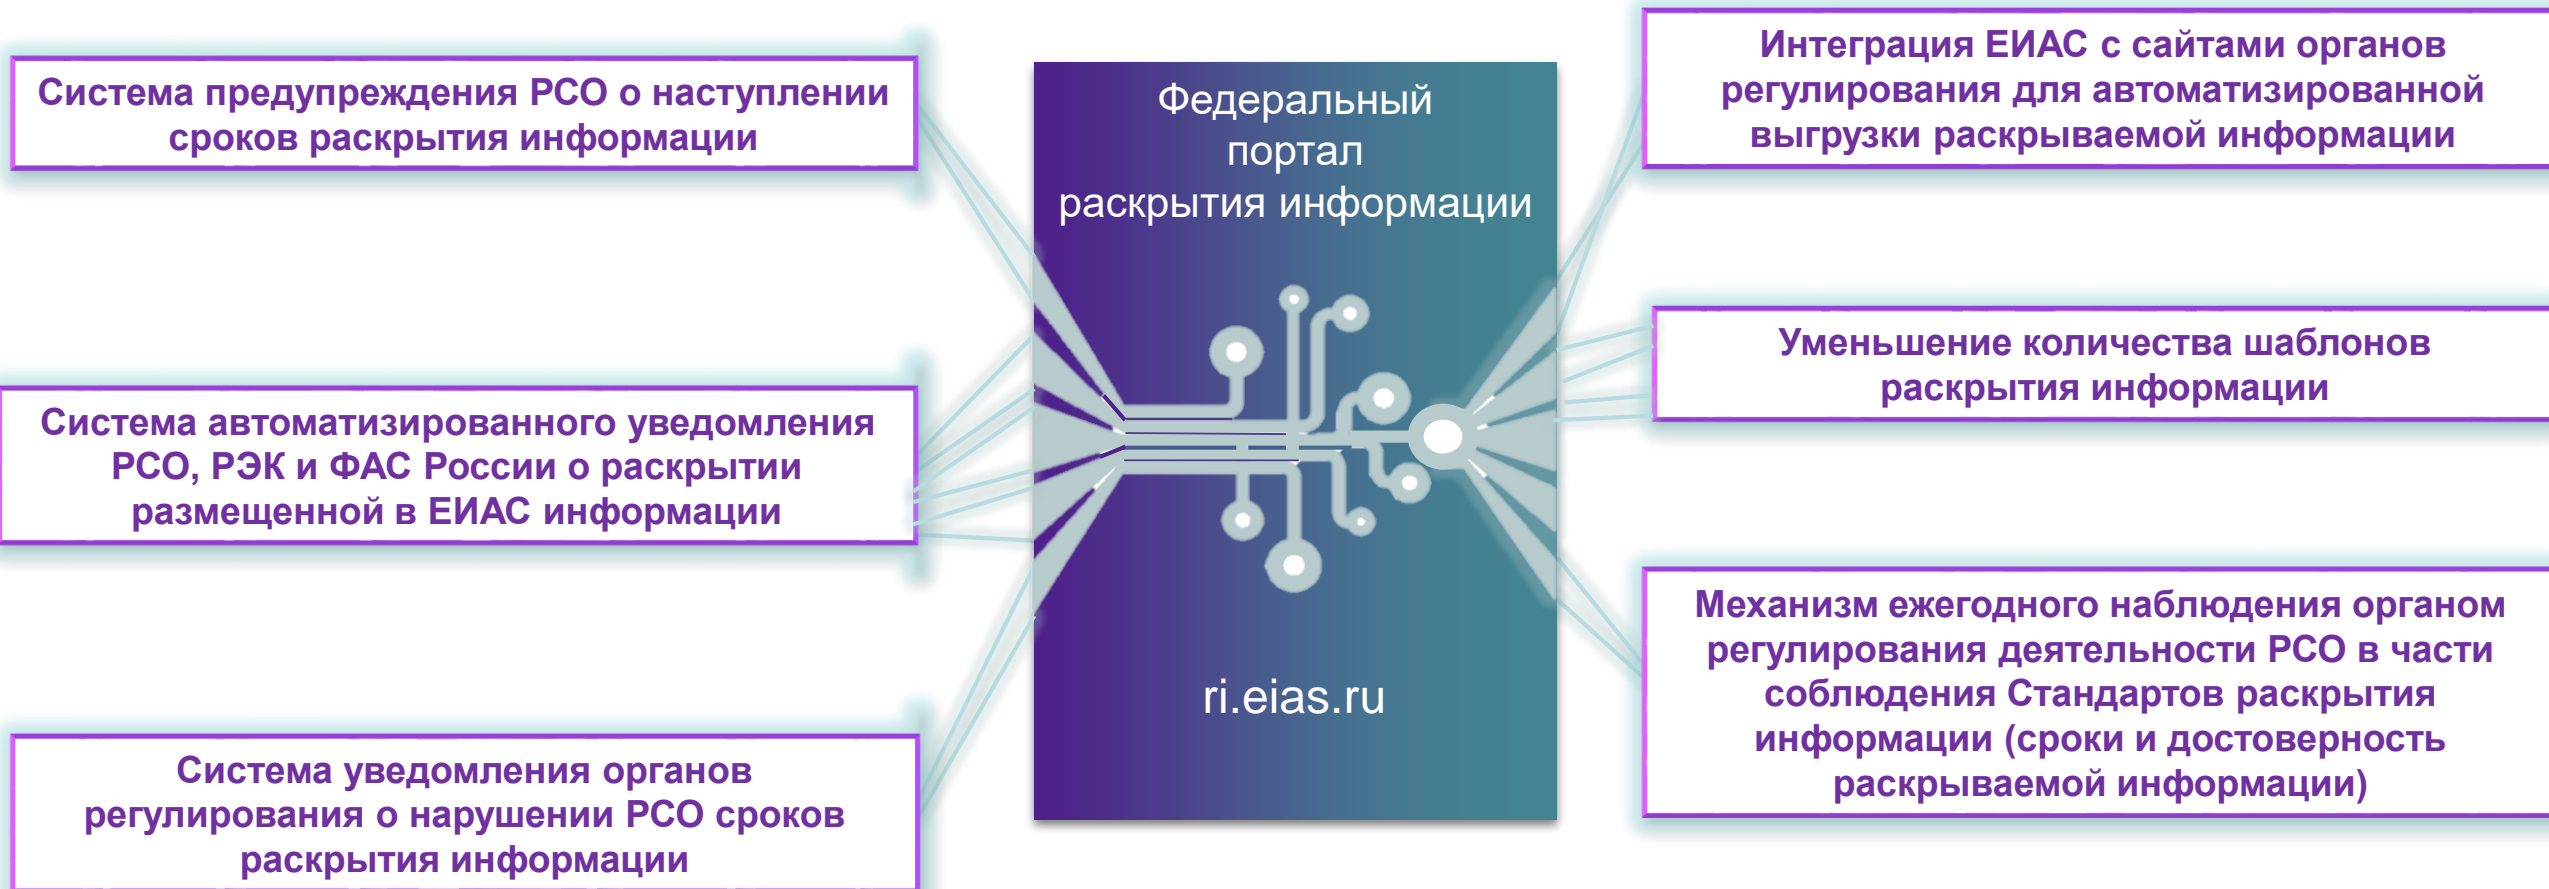 Система предупреждения РСО о наступлении
сроков раскрытия информации
Система автоматизированного уведомления
РСО, РЭК и ФАС России о раскрытии
размещенной в ЕИАС информации
Система уведомления органов
регулирования о нарушении РСО сроков
раскрытия информации
Федеральный
портал
раскрытия информации
ri.eias.ru
Интеграция ЕИАС с сайтами органов
регулирования для автоматизированной
выгрузки раскрываемой информации
Уменьшение количества шаблонов
раскрытия информации
Механизм ежегодного наблюдения органом
регулирования деятельности РСО в части
соблюдения Стандартов раскрытия
информации (сроки и достоверность
раскрываемой информации)